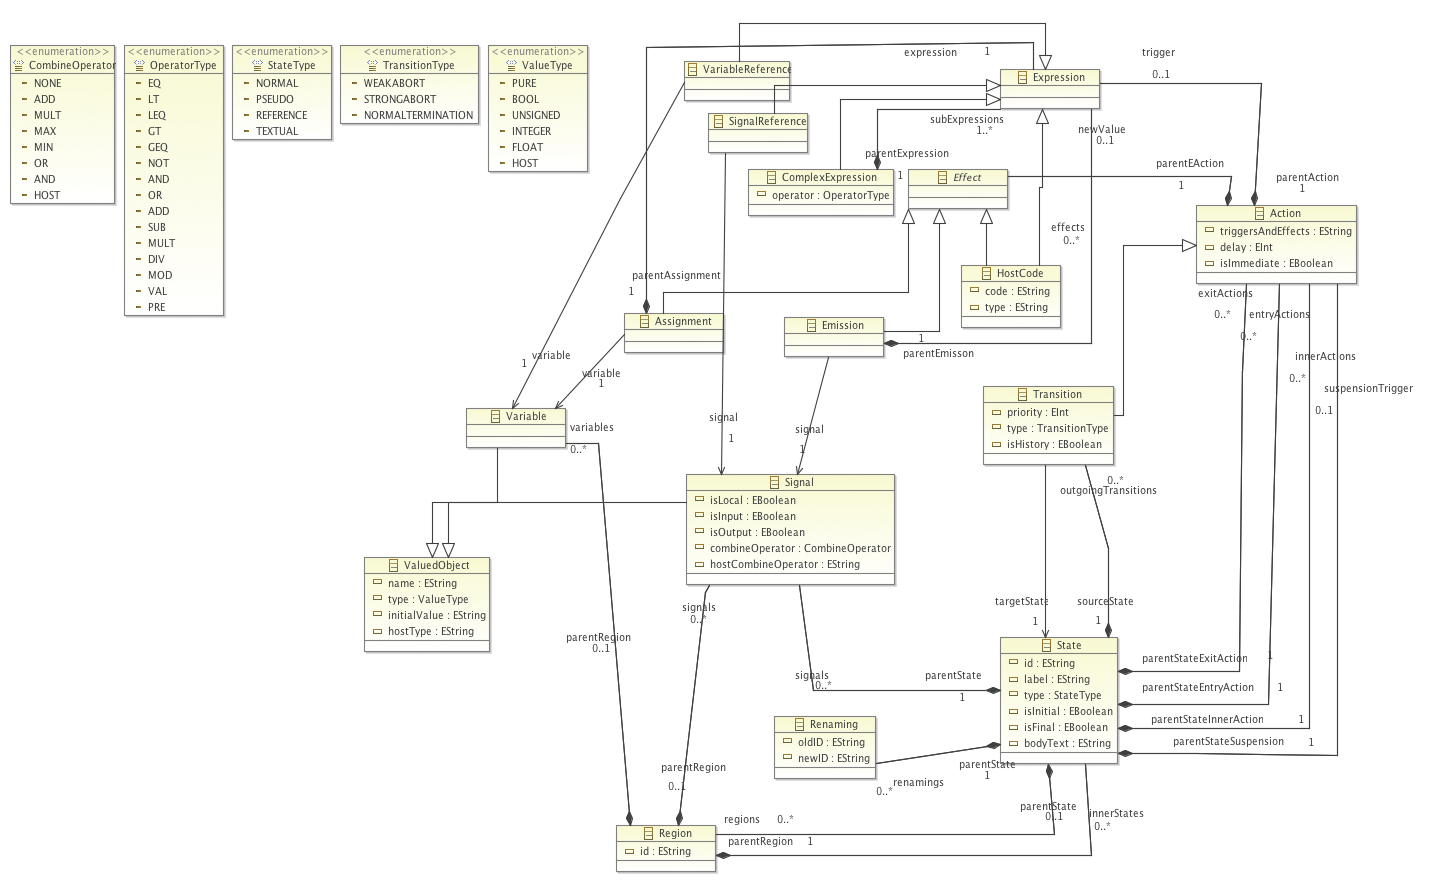 <<enumeration>>
CombineOperator
NONE
ADD
MULT
MAX
MIN
OR
AND
HOST
<<enumeration>>
OperatorType
EQ
LT
LEQ
GT
GEQ
NOT
AND
OR
ADD
SUB
MULT
DIV
MOD
VAL
PRE
<<enumeration>>
StateType
NORMAL
PSEUDO
REFERENCE
TEXTUAL
<<enumeration>>
TransitionType
WEAKABORT
STRONGABORT
NORMALTERMINATION
<<enumeration>>
ValueType
PURE
BOOL
UNSIGNED
INTEGER
FLOAT
HOST
VariableReference
SignalReference
expression
1
Expression
trigger
0..1
subExpressions
1..*
newValue
0..1
parentExpression
1
ComplexExpression
operator : OperatorType
Effect
parentEAction
1
parentAction
1
Action
triggersAndEffects : EString
delay : EInt
isImmediate : EBoolean
effects
0..*
HostCode
code : EString
type : EString
parentAssignment
1
Assignment
Emission
1
parentEmisson
exitActions
0..*
entryActions
0..*
innerActions
0..*
suspensionTrigger
0..1
variable
1
variable
1
Variable
variables
0..*
signal
1
signal
1
Transition
priority : EInt
type : TransitionType
isHistory : EBoolean
0..*
outgoingTransitions
Signal
isLocal : EBoolean
isInput : EBoolean
isOutput : EBoolean
combineOperator : CombineOperator
hostCombineOperator : EString
ValuedObject
name : EString
type : ValueType
initialValue : EString
hostType : EString
signals
0..*
parentRegion
0..1
targetState
1
sourceState
1
State
id : EString
label : EString
type : StateType
isInitial : EBoolean
isFinal : EBoolean
bodyText : EString
parentStateExitAction
1
parentStateEntryAction
1
parentStateInnerAction
1
parentStateSuspension
1
signals
0..*
parentState
1
Renaming
oldID : EString
newID : EString
parentState
1
renamings
0..*
parentRegion
0..1
parentState
0..1
innerStates
0..*
regions
0..*
parentRegion
1
Region
id : EString